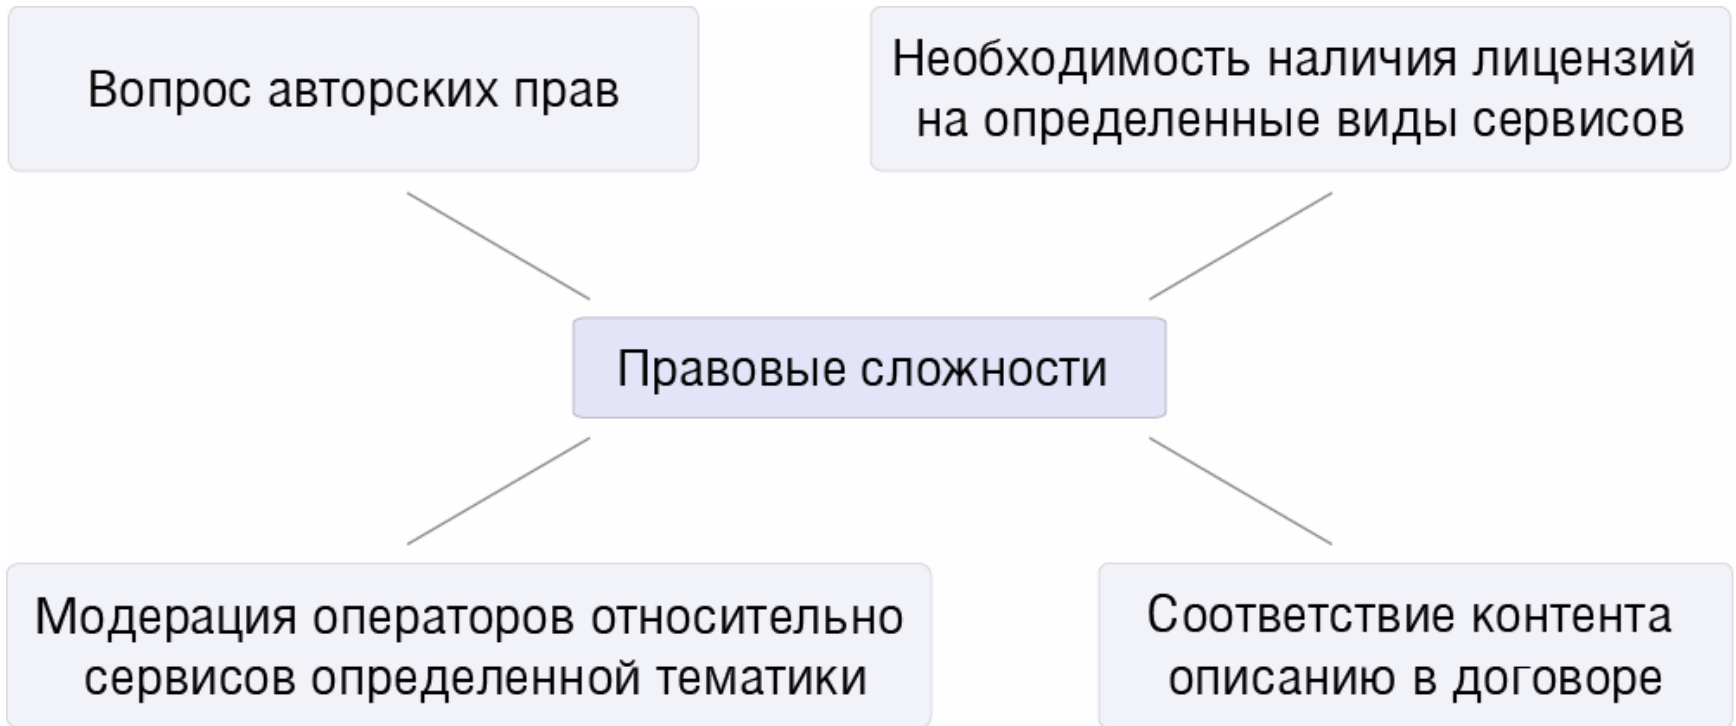 Вопрос авторских прав
Необходимость наличия лицензий
на определенные виды сервисов
Правовые сложности
Модерация операторов относительно
сервисов определенной тематики
Соответствие контента
описанию в договоре